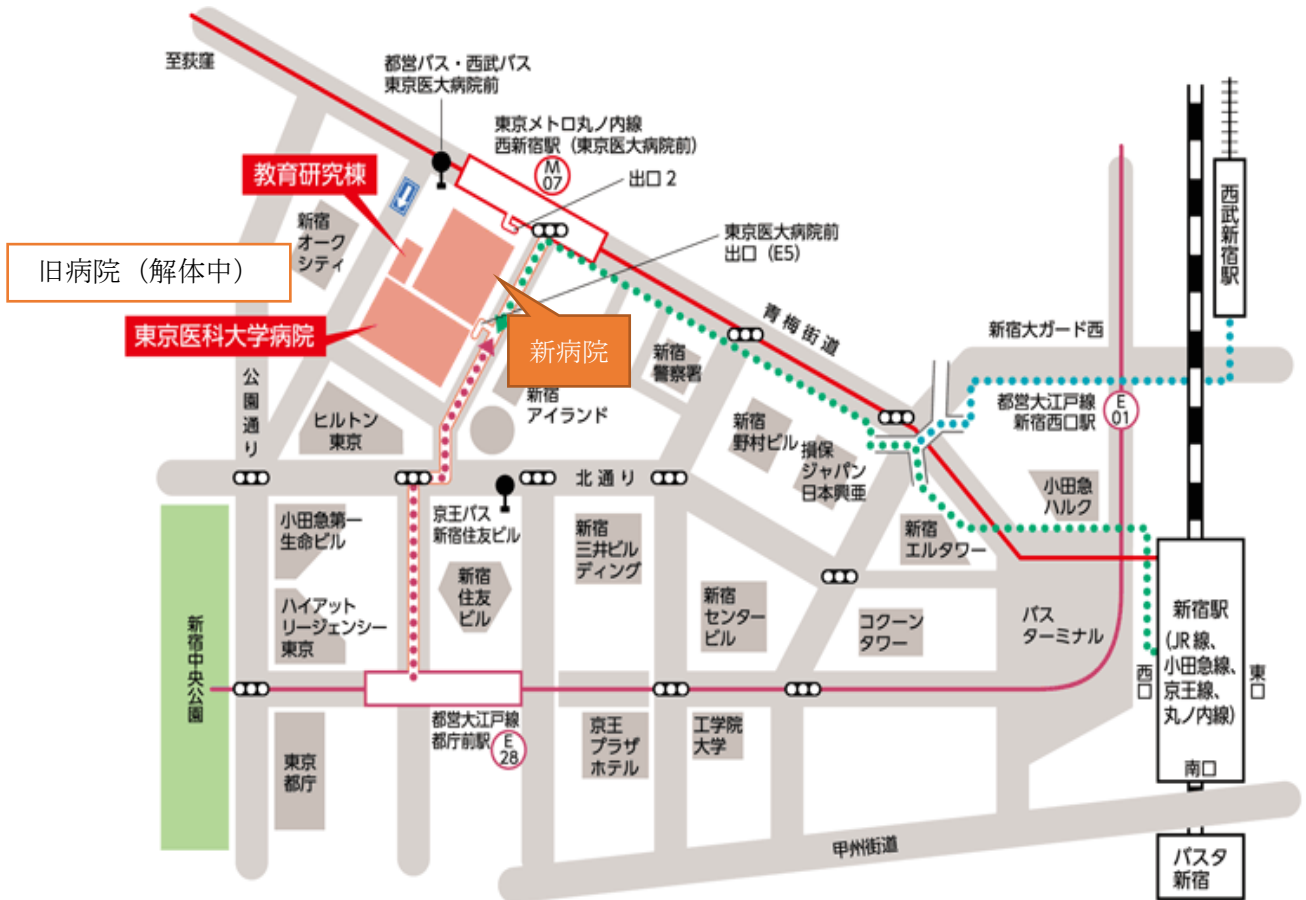 至荻窪
都営バス・西武バス
東京医大病院前
東京メトロ丸ノ内線
西新宿駅（東京医大病院前）
M
07
出口2
教育研究棟
新宿
オーク
シティ
東京医大病院前
出口（E5）
旧病院（解体中）
東京医科大学病院
新病院
西武新宿駅
青梅街道
新宿大ガード西
新宿
警察署
公園通り
ヒルトン
東京
新宿
アイランド
都営大江戸線
新宿西口駅
E
01
新宿
野村ビル
損保
ジャパン
日本興亜
北通り
小田急
ハルク
小田急第一
生命ビル
京王バス
新宿住友ビル
新宿
三井ビル
ディング
新宿
エルタワー
新宿
住友
ビル
ハイアット
リージェンシー
東京
新宿
センター
ビル
コクーン
タワー
バス
ターミナル
新宿駅
（JR線、
小田急線、
京王線、
丸ノ内線）
西口
東口
南口
新宿中央公園
都営大江戸線
都庁前駅
E
28
京王
プラザ
ホテル
工学院
大学
東京
都庁
甲州街道
バスタ
新宿